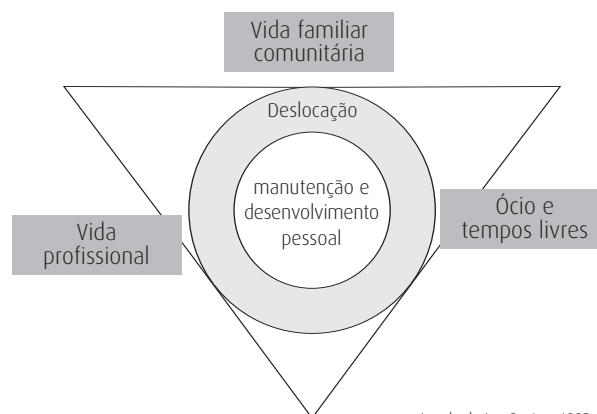 Vida familiar
comunitária
Deslocação
manutenção e
desenvolvimento
pessoal
Vida
profissional
Ócio e
tempos livres